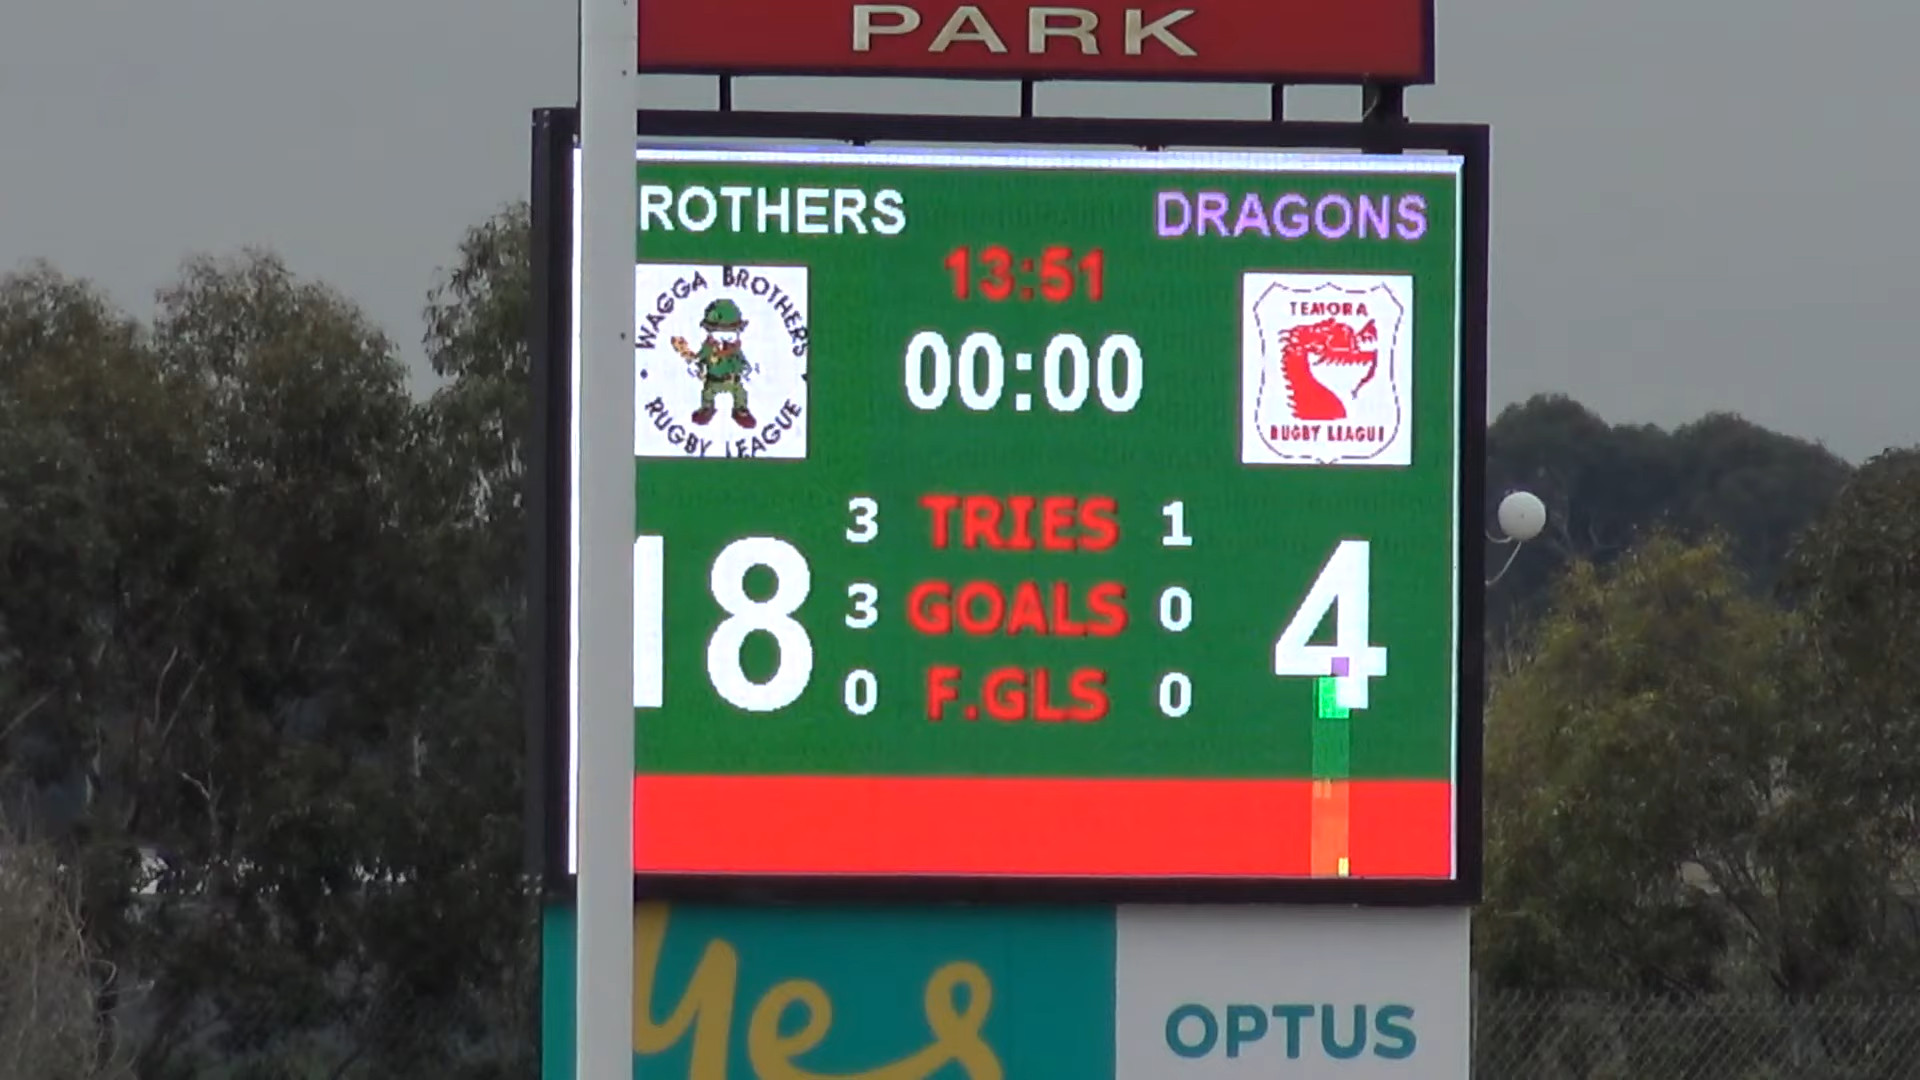 PARK
ROTHERS
DRAGONS
13:51
00:00
WAGGA BROTHERS
RUGBY LEAGUE
TEMORA
RUGBY LEAGUE
3 TRIES 1
18
3 GOALS 0
4
0 F.GLS 0
yes
OPTUS